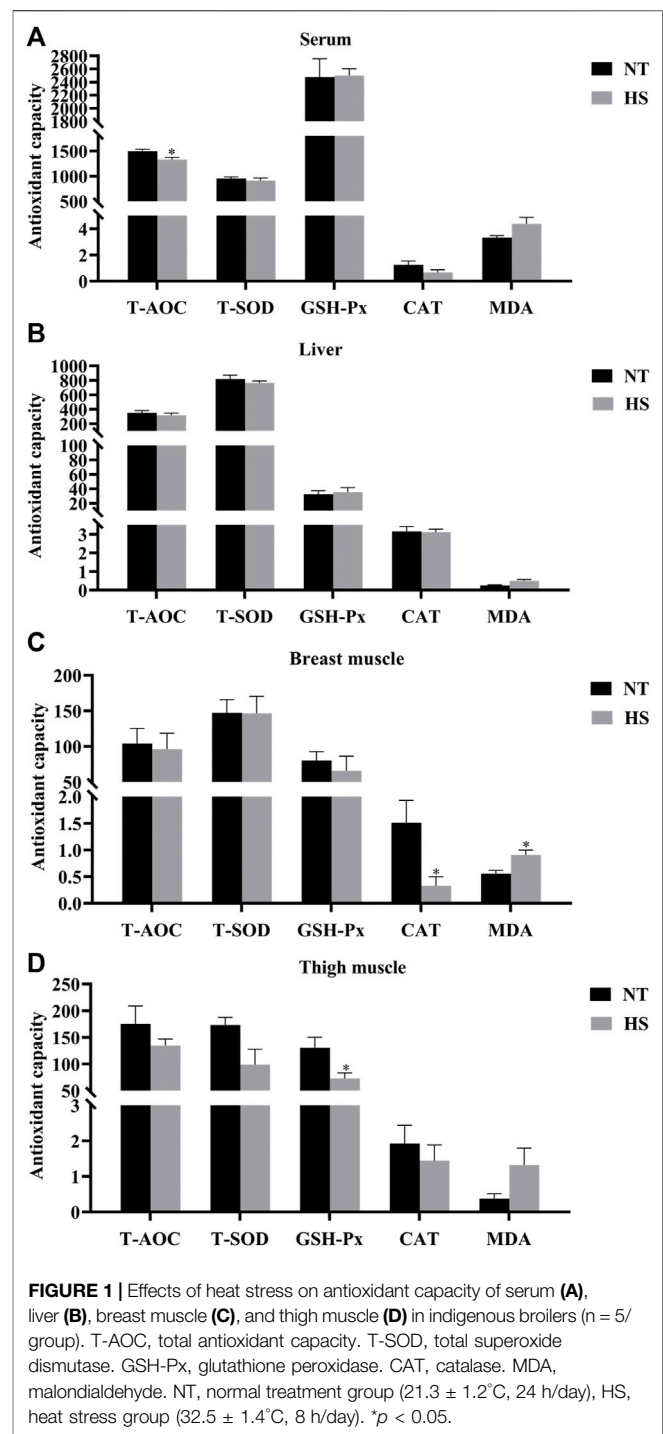 A
Serum
Antioxidant capacity
2800
2600
2400
2200
2000
1800
1500
1000
500
4
2
0
*
NT
HS
T-AOC T-SOD GSH-Px CAT MDA
B
Liver
Antioxidant capacity
1000
800
600
400
200
100
80
60
40
20
3
2
1
0
NT
HS
T-AOC T-SOD GSH-Px CAT MDA
C
Breast muscle
Antioxidant capacity
200
150
100
50
2.0
1.5
1.0
0.5
0.0
*
*
NT
HS
T-AOC T-SOD GSH-Px CAT MDA
D
Thigh muscle
Antioxidant capacity
250
200
150
100
50
3
2
1
0
*
NT
HS
T-AOC T-SOD GSH-Px CAT MDA
FIGURE 1 | Effects of heat stress on antioxidant capacity of serum (A),
liver (B), breast muscle (C), and thigh muscle (D) in indigenous broilers (n = 5/
group). T-AOC, total antioxidant capacity. T-SOD, total superoxide
dismutase. GSH-Px, glutathione peroxidase. CAT, catalase. MDA,
malondialdehyde. NT, normal treatment group (21.3 ± 1.2°C, 24 h/day), HS,
heat stress group (32.5 ± 1.4°C, 8 h/day). *p < 0.05.